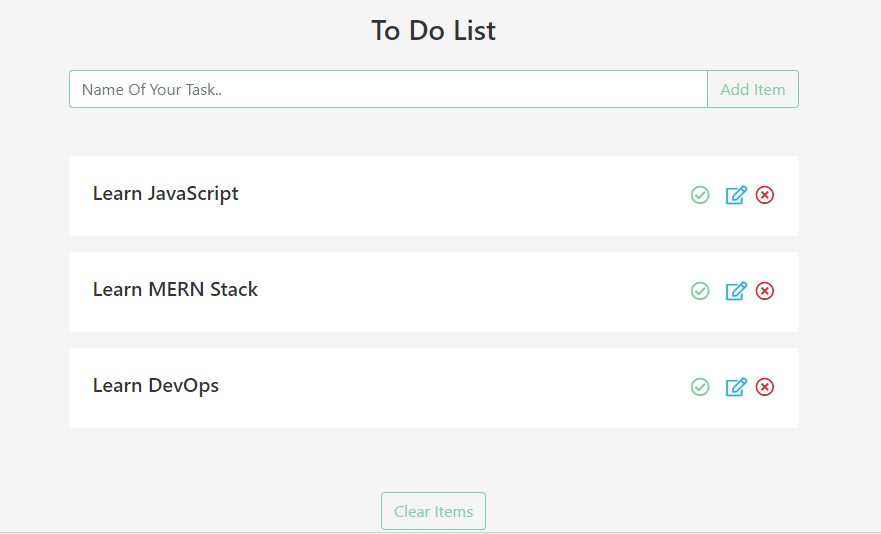 To Do List
Name Of Your Task..
Add Item
Learn JavaScript
Learn MERN Stack
Learn DevOps
Clear Items